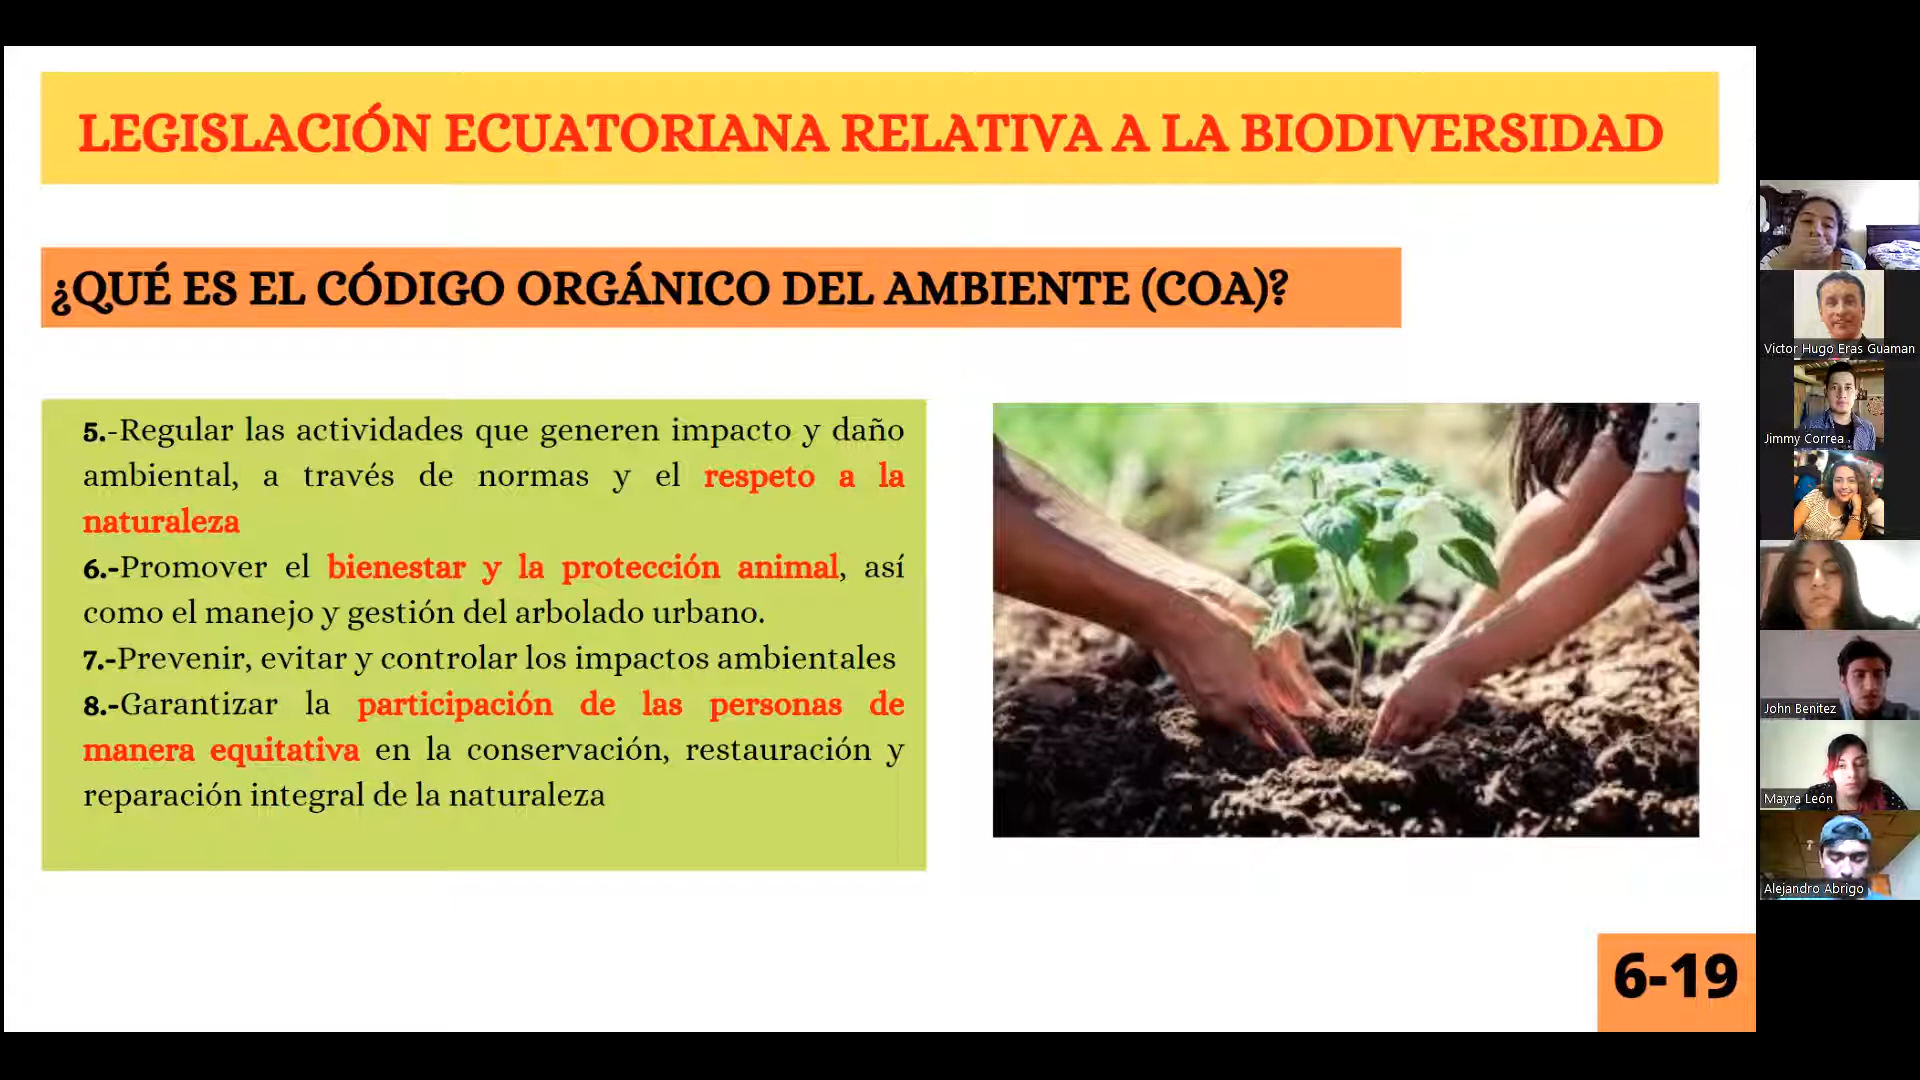 LEGISLACIÓN ECUATORIANA RELATIVA A LA BIODIVERSIDAD
¿QUÉ ES EL CÓDIGO ORGÁNICO DEL AMBIENTE (COA)?
5.-Regular las actividades que generen impacto y daño
ambiental, a través de normas y el respeto a la
naturaleza
6.-Promover el bienestar y la protección animal, así
como el manejo y gestión del arbolado urbano.
7.-Prevenir, evitar y controlar los impactos ambientales
8.-Garantizar la participación de las personas de
manera equitativa en la conservación, restauración y
reparación integral de la naturaleza
6-19
Victor Hugo Eras Guaman
Jimmy Correa
John Benitez
Mayra León
Alejandro Abrigo